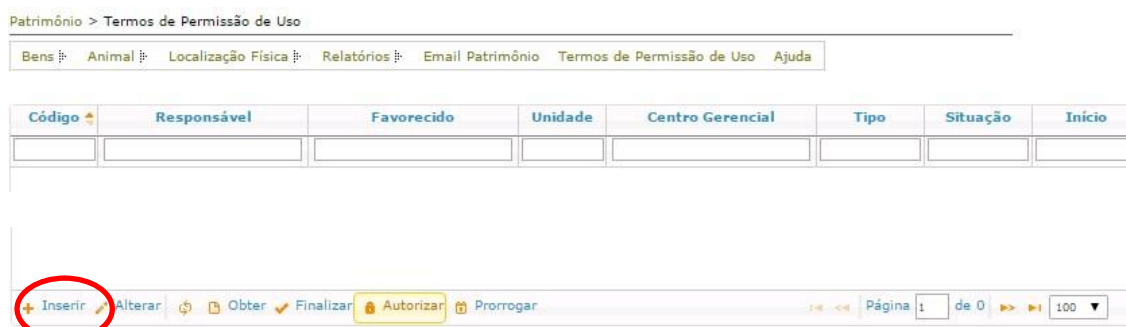 Patrimônio > Termos de Permissão de Uso
Bens Animal Localização Física Relatórios Email Patrimônio Termos de Permissão de Uso Ajuda
Código Responsável Favorecido Unidade Centro Gerencial Tipo Situação Início
Inserir Alterar Obter Finalizar Autorizar Prorrogar Página 1 de 0 100